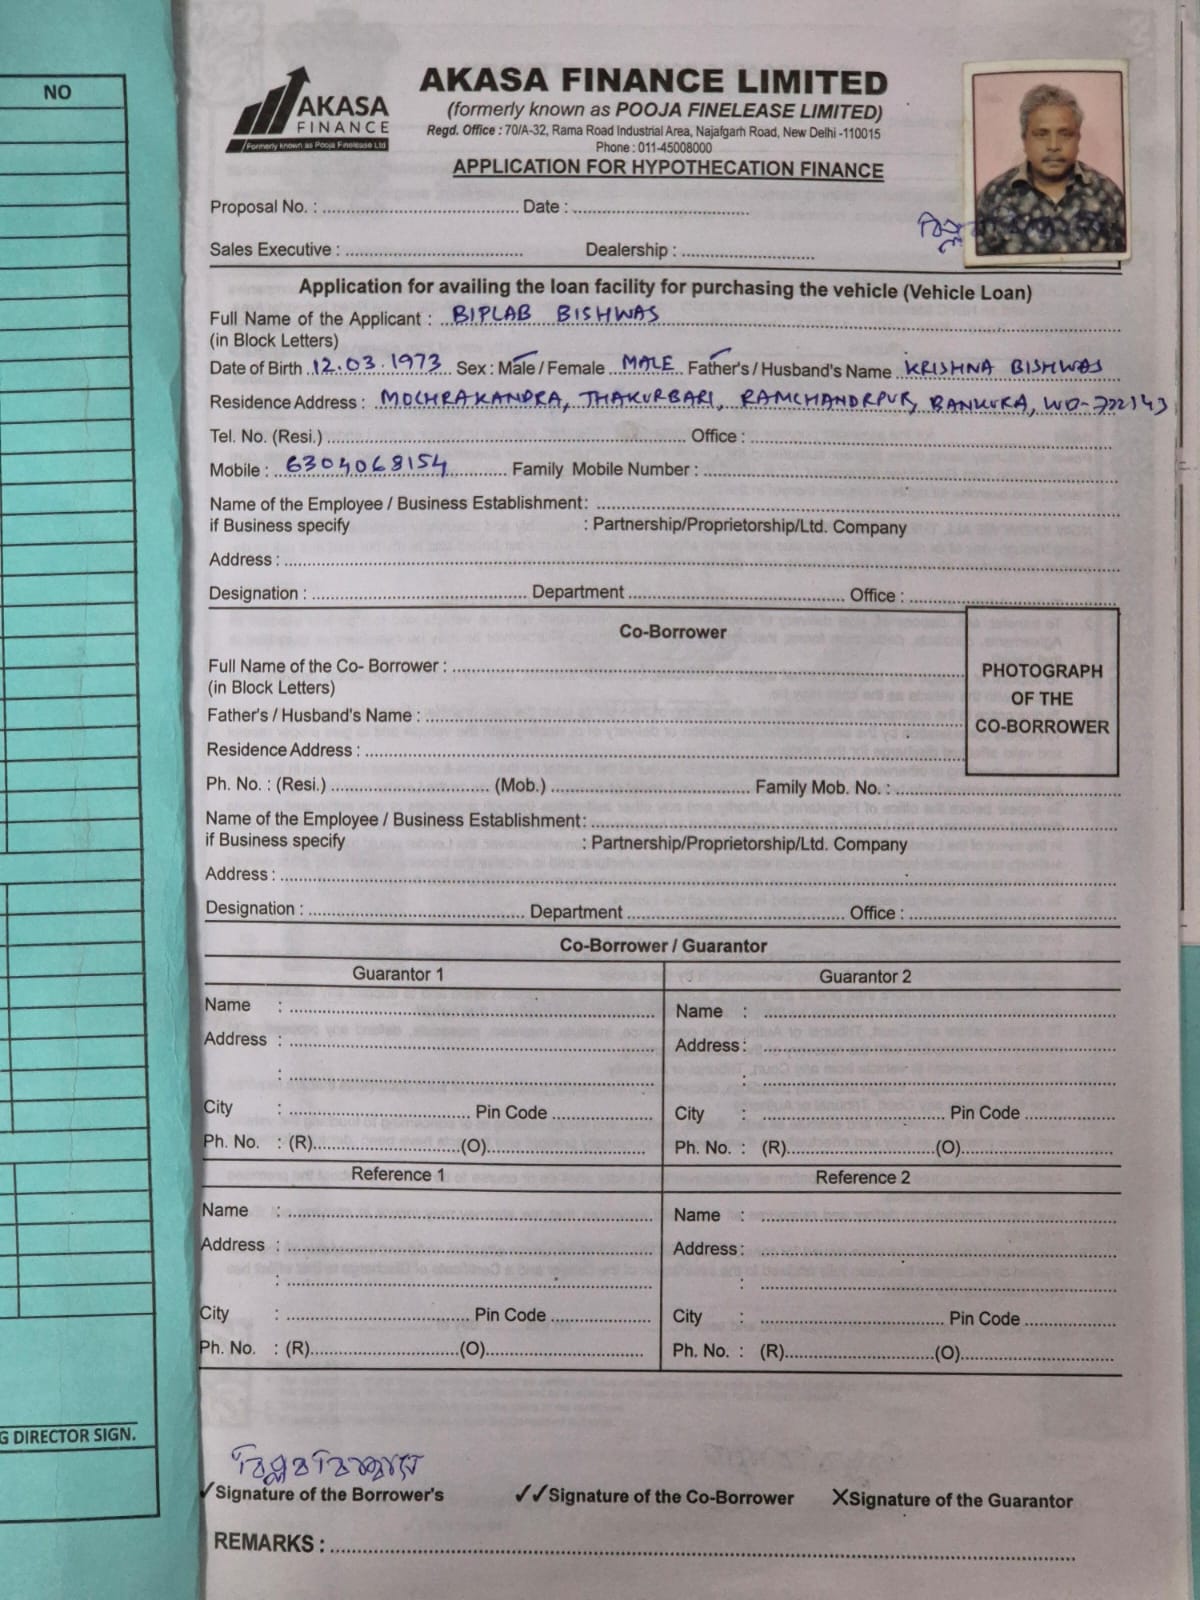 NO
AKASA
FINANCE
Formerly known as Pooja Finelease Ltd
AKASA FINANCE LIMITED
(formerly known as POOJA FINELEASE LIMITED)
Regd. Office : 70/A-32, Rama Road Industrial Area, Najafgarh Road, New Delhi -110015
Phone : 011-45008000
APPLICATION FOR HYPOTHECATION FINANCE
Proposal No. : Date :
Sales Executive : Dealership :
Application for availing the loan facility for purchasing the vehicle (Vehicle Loan)
Full Name of the Applicant : BIPLAB BISHWAS
(in Block Letters)
Date of Birth 12.03.1973 Sex : Male / Female MALE Father's / Husband's Name KRISHNA BISHWAS
Residence Address : MOCHRAKANDRA, THAKURBARI, RAMCHANDRPUR, BANKURA, WB-722143
Tel. No. (Resi.) Office :
Mobile : 6304068154 Family Mobile Number :
Name of the Employee / Business Establishment:
if Business specify : Partnership/Proprietorship/Ltd. Company
Address :
Designation : Department Office :
Co-Borrower
Full Name of the Co- Borrower :
(in Block Letters)
Father's / Husband's Name :
Residence Address :
PHOTOGRAPH
OF THE
CO-BORROWER
Ph. No. : (Resi.) (Mob.) Family Mob. No. :
Name of the Employee / Business Establishment:
if Business specify : Partnership/Proprietorship/Ltd. Company
Address :
Designation : Department Office :
Co-Borrower / Guarantor
Guarantor 1 Guarantor 2
Name : Name :
Address : Address :
: :
City : Pin Code City : Pin Code
Ph. No. : (R) (O) Ph. No. : (R) (O)
Reference 1 Reference 2
Name : Name :
Address : Address :
: :
City : Pin Code City : Pin Code
Ph. No. : (R) (O) Ph. No. : (R) (O)
G DIRECTOR SIGN.
✓Signature of the Borrower's ✓✓Signature of the Co-Borrower XSignature of the Guarantor
REMARKS :